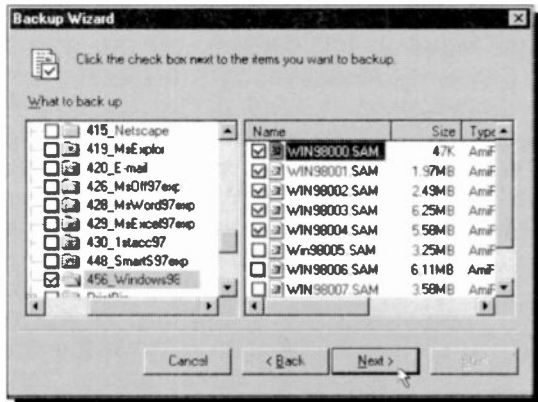 Backup Wizard
Click the check box next to the items you want to backup.
What to back up
415_Netscape
419_MsExplor
420_E-mail
426_MsOff97exp
428_MsWord97exp
429_MsExcel97exp
430_1stacc97
448_SmartS97exp
456_Windows98
Name Size Type
WIN98000.SAM 47K AmiF
WIN98001.SAM 1.97MB AmiF
WIN98002.SAM 2.49MB AmiF
WIN98003.SAM 6.25MB AmiF
WIN98004.SAM 5.58MB AmiF
Win98005.SAM 3.25MB AmiF
WIN98006.SAM 6.11MB AmiF
WIN98007.SAM 3.58MB AmiF
Cancel
< Back
Next >